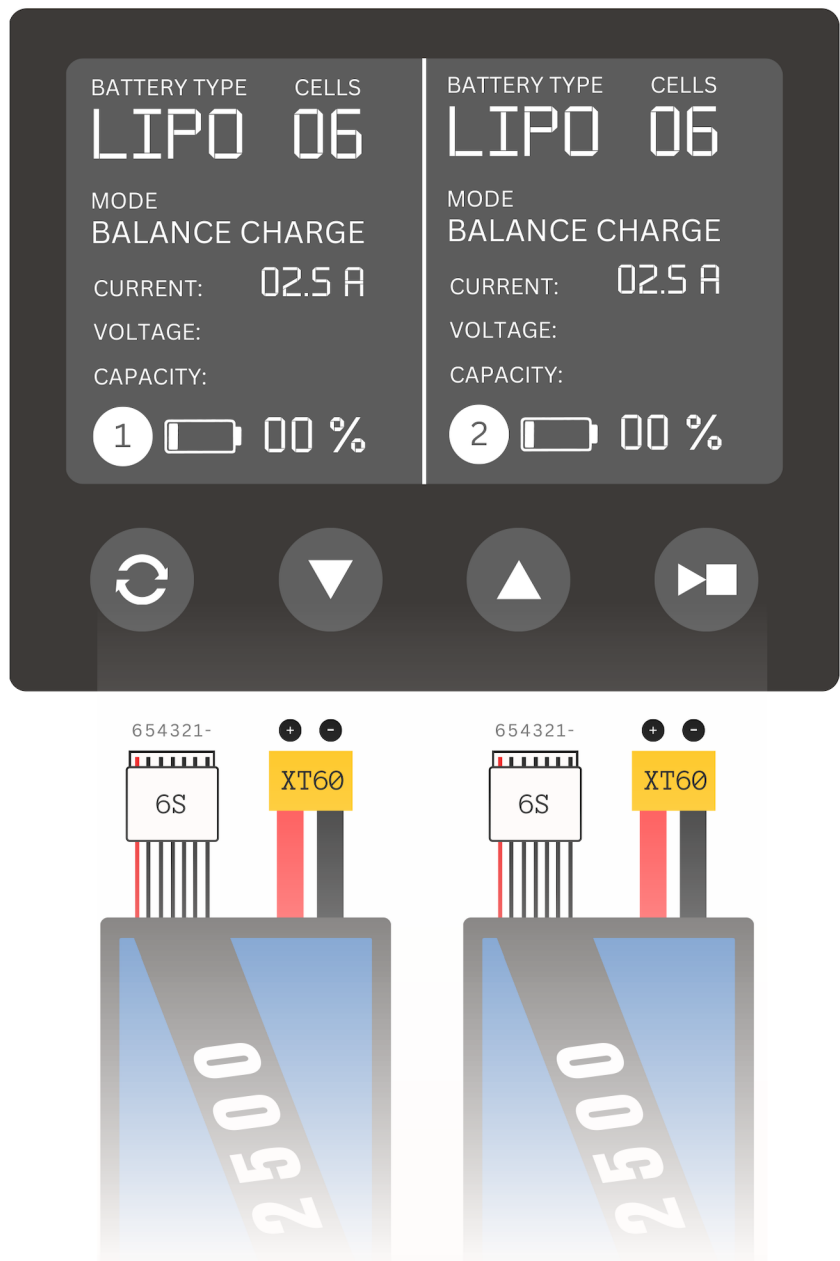 BATTERY TYPE CELLS
LIPO 06
MODE
BALANCE CHARGE
CURRENT: 02.5 A
VOLTAGE:
CAPACITY:
1 00 %
BATTERY TYPE CELLS
LIPO 06
MODE
BALANCE CHARGE
CURRENT: 02.5 A
VOLTAGE:
CAPACITY:
2 00 %
654321- + -
6S XT60
2500
654321- + -
6S XT60
2500